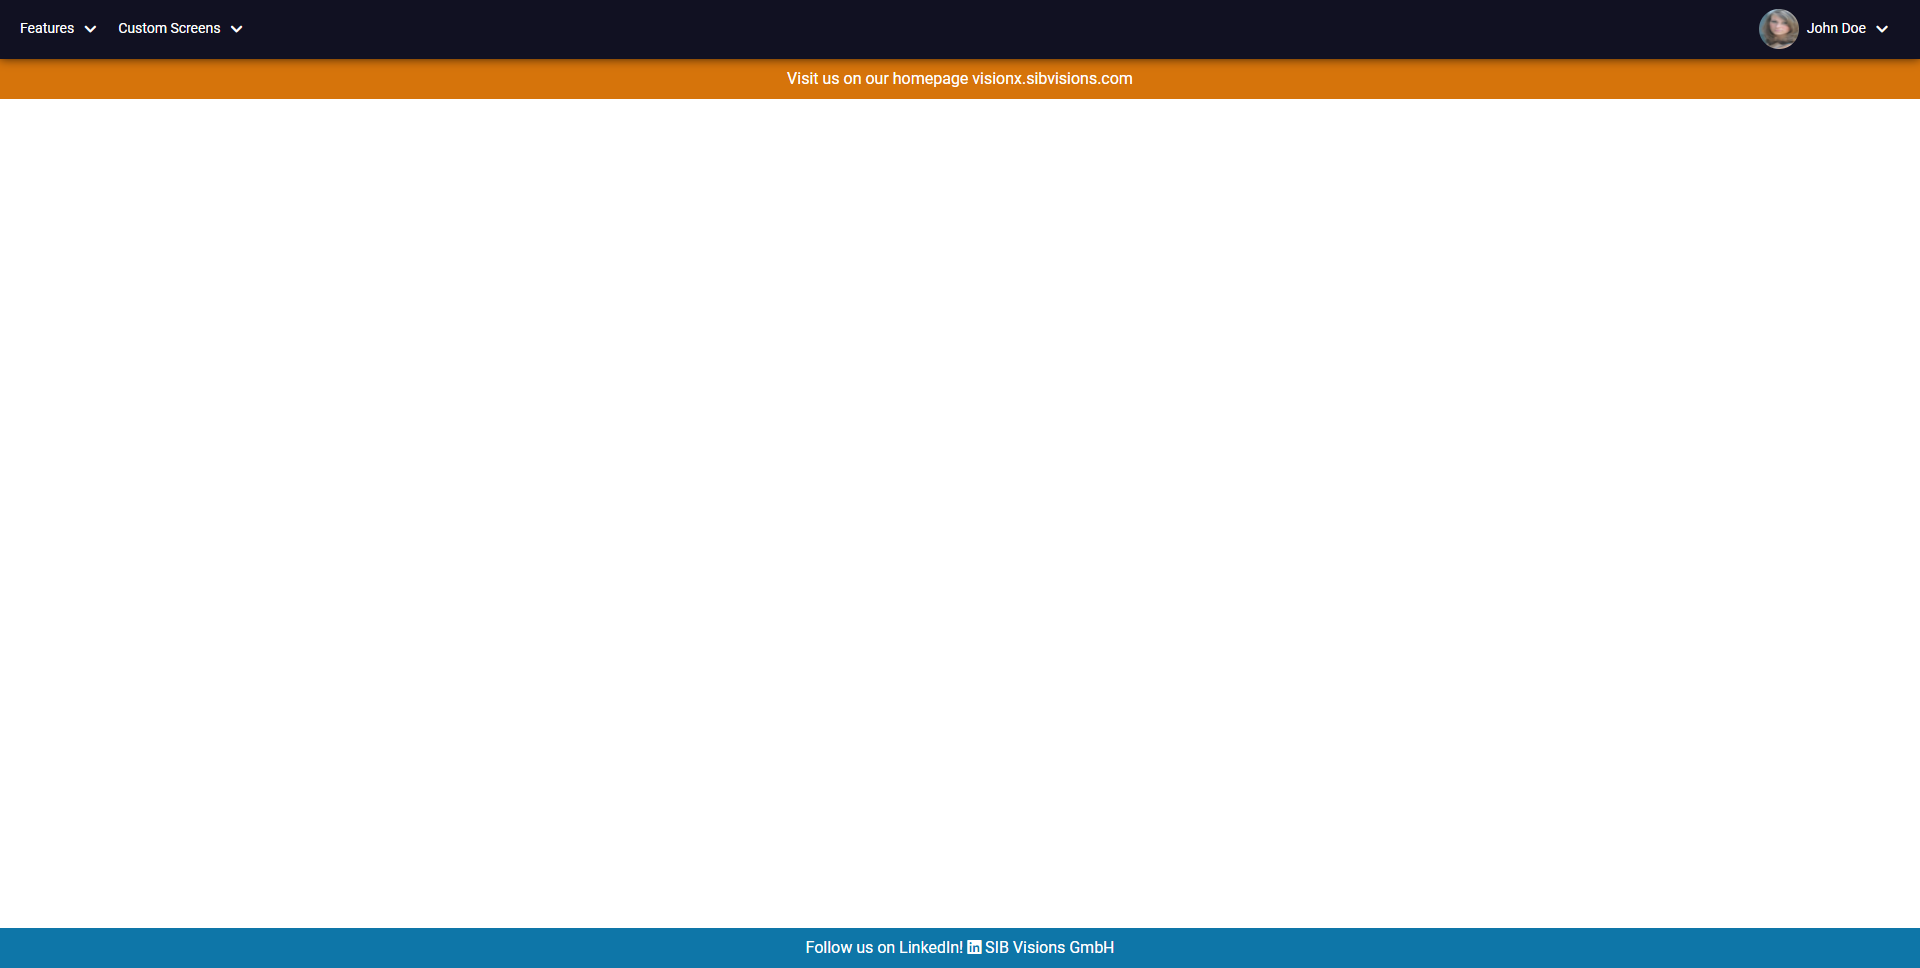 Features Custom Screens John Doe
Visit us on our homepage visionx.sibvisions.com
Follow us on LinkedIn! in SIB Visions GmbH